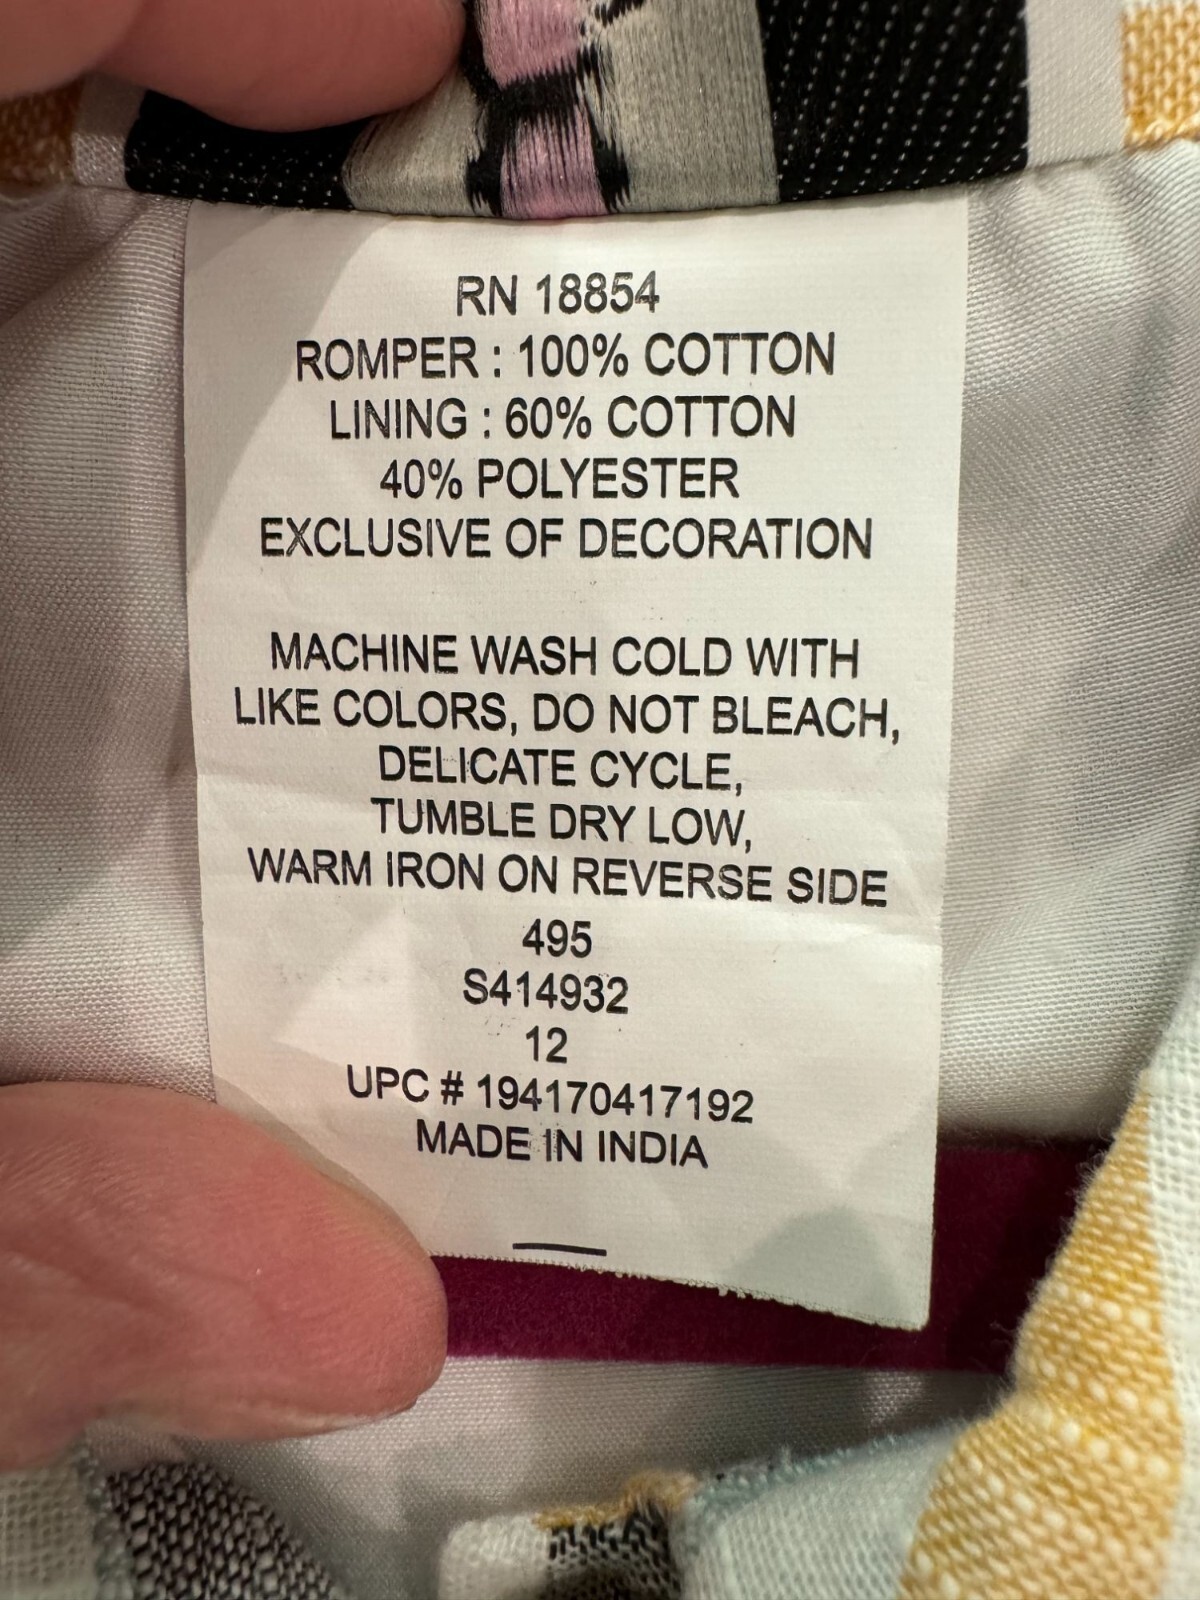 RN 18854
ROMPER : 100% COTTON
LINING : 60% COTTON
40% POLYESTER
EXCLUSIVE OF DECORATION
MACHINE WASH COLD WITH
LIKE COLORS, DO NOT BLEACH,
DELICATE CYCLE,
TUMBLE DRY LOW,
WARM IRON ON REVERSE SIDE
495
S414932
12
UPC # 194170417192
MADE IN INDIA